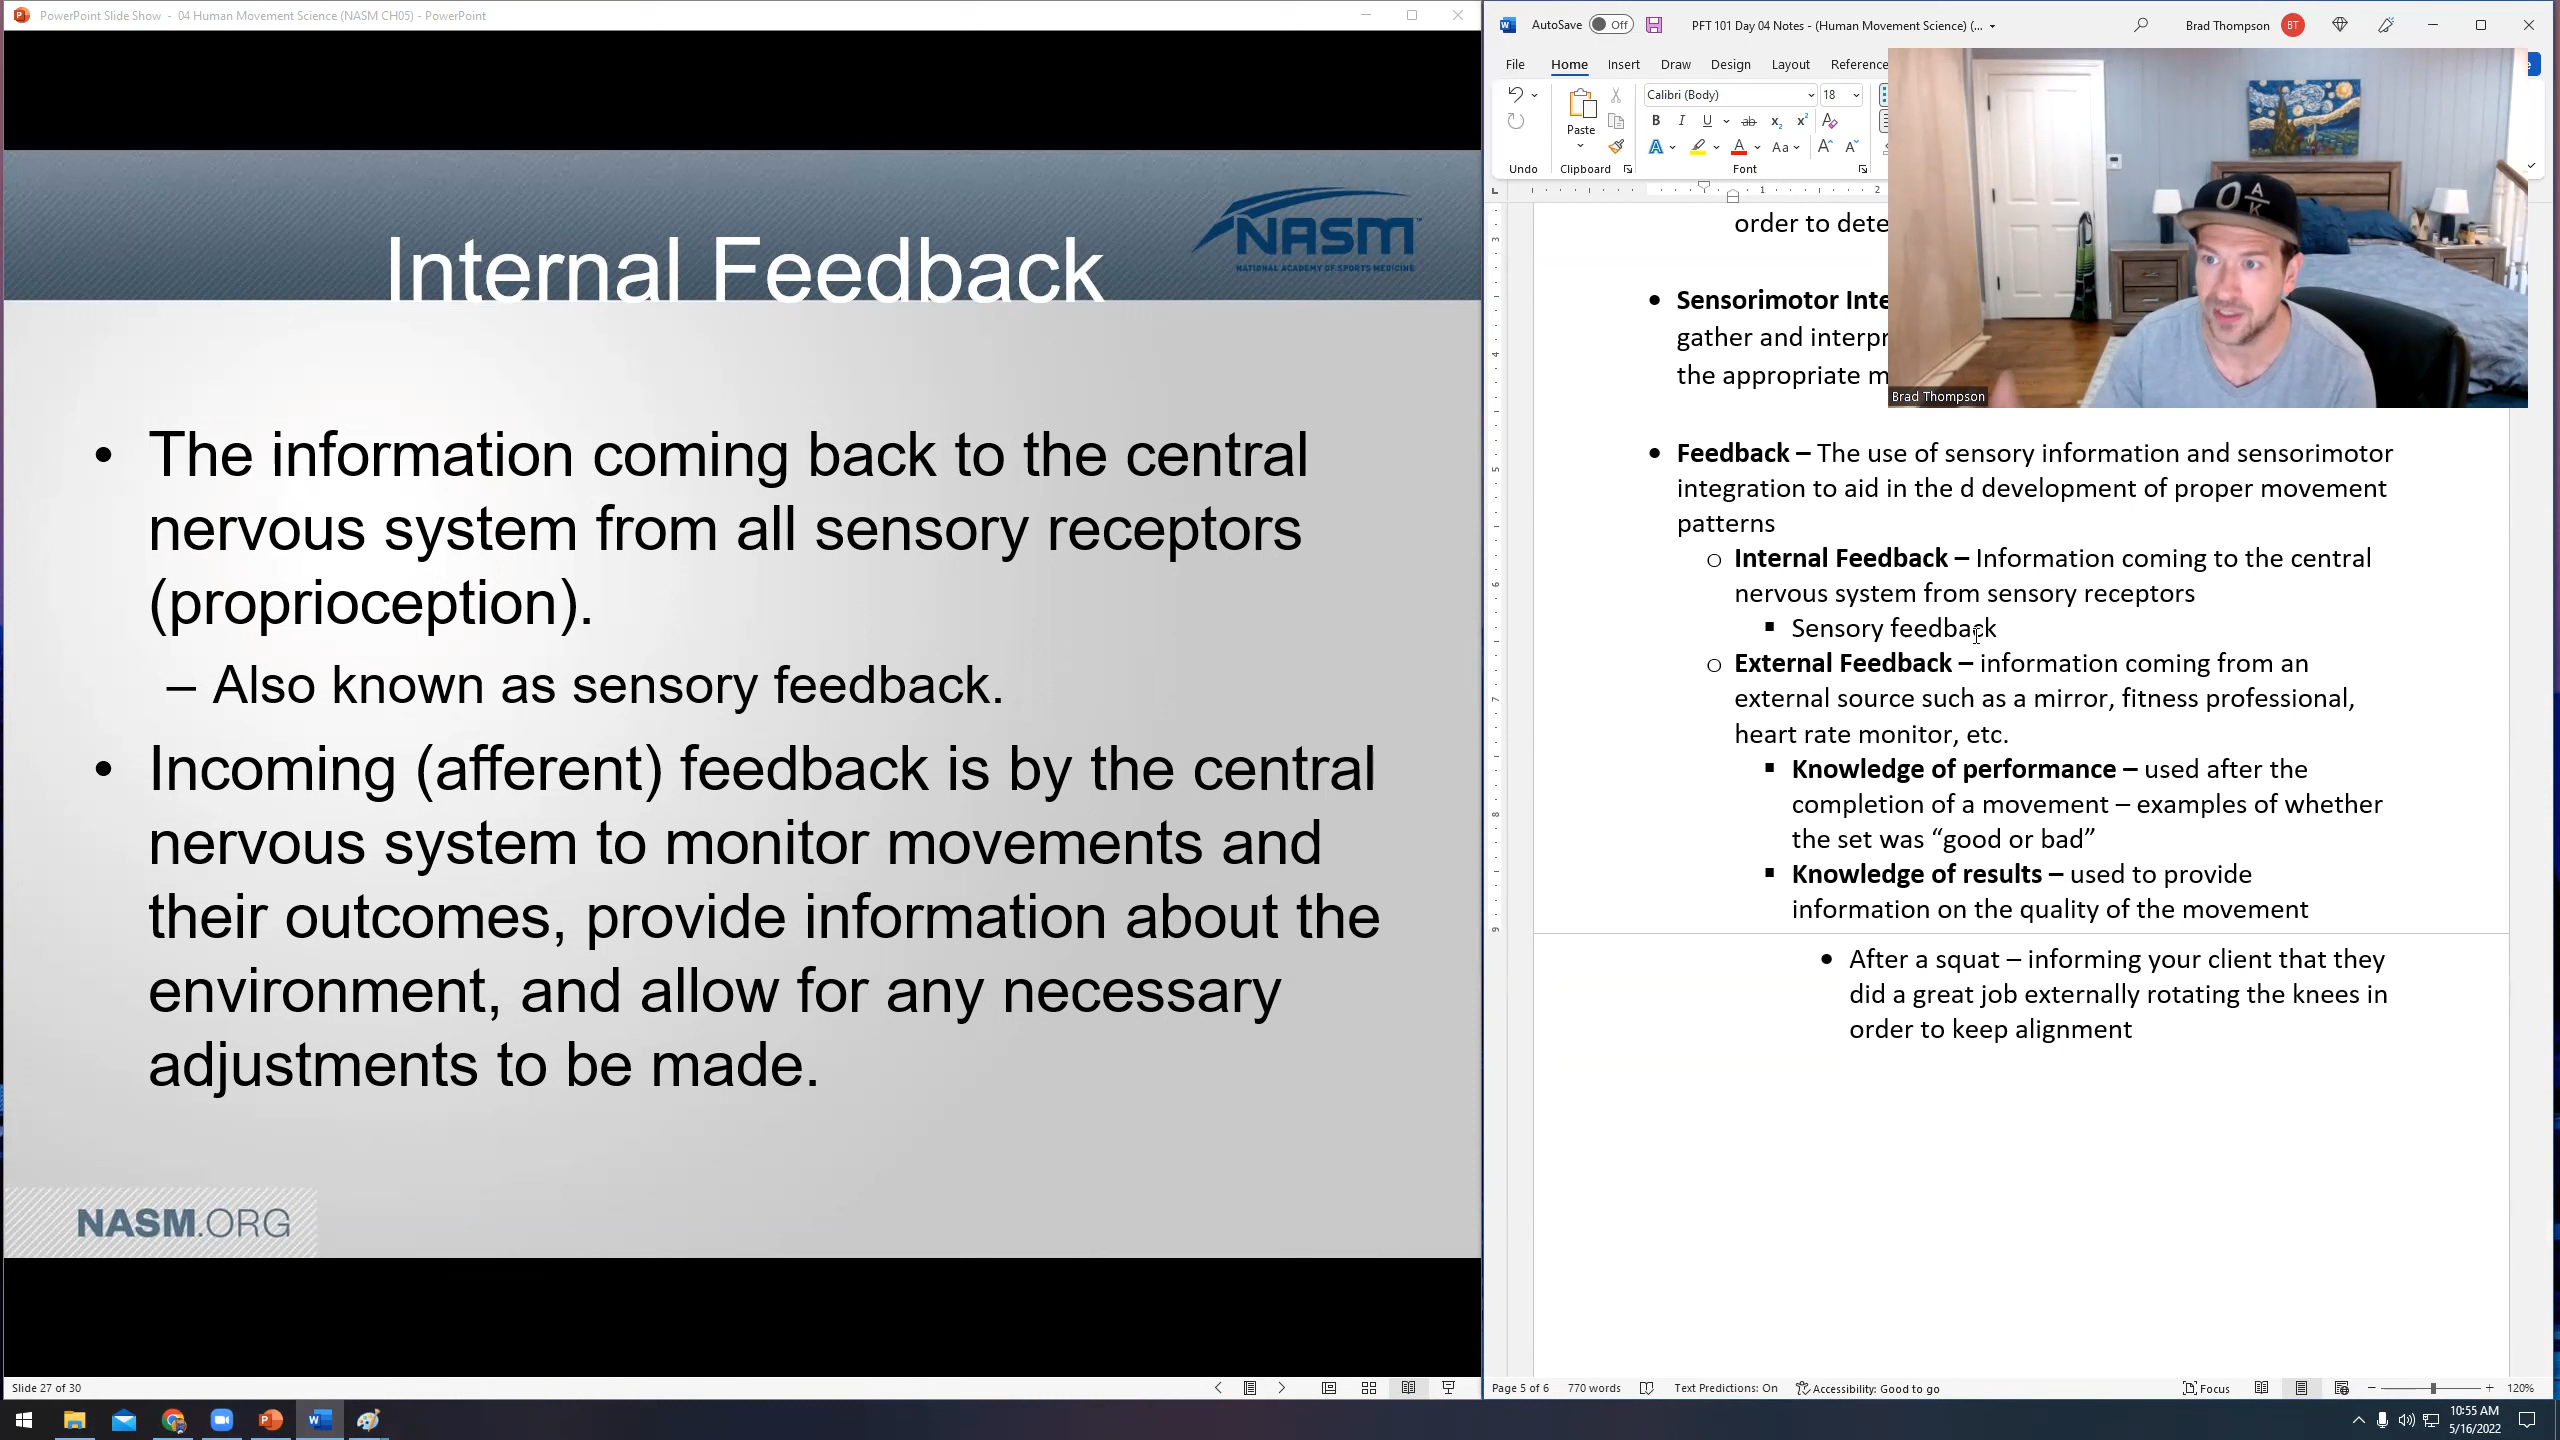 PowerPoint Slide Show - 04 Human Movement Science (NASM CH05) - PowerPoint
Internal Feedback
NASM
NATIONAL ACADEMY OF SPORTS MEDICINE
• The information coming back to the central
nervous system from all sensory receptors
(proprioception).
– Also known as sensory feedback.
• Incoming (afferent) feedback is by the central
nervous system to monitor movements and
their outcomes, provide information about the
environment, and allow for any necessary
adjustments to be made.
NASM.ORG
Slide 27 of 30
AutoSave Off
PFT 101 Day 04 Notes - (Human Movement Science) (...
Brad Thompson BT
File Home Insert Draw Design Layout Reference
Calibri (Body) 18
Paste
Undo Clipboard Font
OAK
Brad Thompson
order to dete
• Sensorimotor Inte
gather and interpr
the appropriate m
• Feedback – The use of sensory information and sensorimotor
integration to aid in the d development of proper movement
patterns
o Internal Feedback – Information coming to the central
nervous system from sensory receptors
▪ Sensory feedback
o External Feedback – information coming from an
external source such as a mirror, fitness professional,
heart rate monitor, etc.
▪ Knowledge of performance – used after the
completion of a movement – examples of whether
the set was “good or bad”
▪ Knowledge of results – used to provide
information on the quality of the movement
• After a squat – informing your client that they
did a great job externally rotating the knees in
order to keep alignment
Page 5 of 6 770 words Text Predictions: On Accessibility: Good to go Focus 120%
10:55 AM
5/16/2022